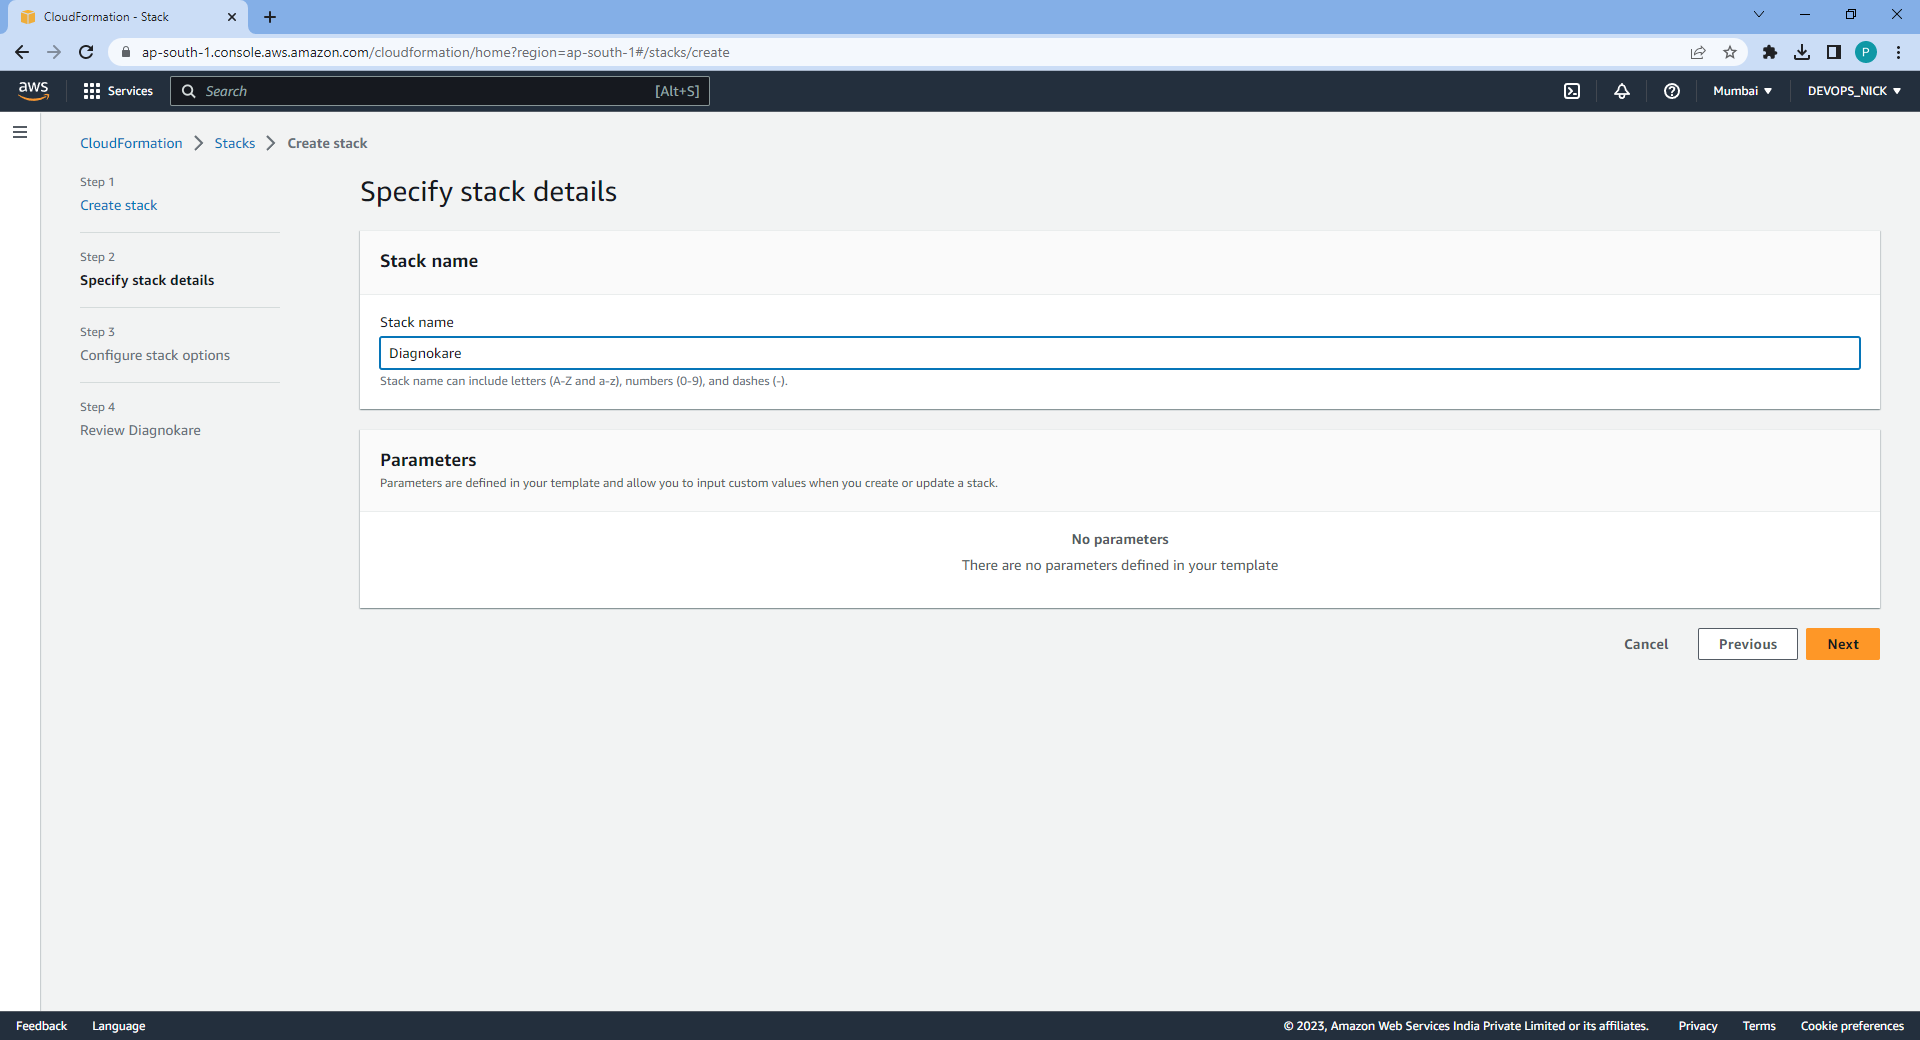 CloudFormation - Stack
ap-south-1.console.aws.amazon.com/cloudformation/home?region=ap-south-1#/stacks/create
P
aws
Services
Search
[Alt+S]
Mumbai
DEVOPS_NICK
CloudFormation
Stacks
Create stack
Step 1
Create stack
Step 2
Specify stack details
Step 3
Configure stack options
Step 4
Review Diagnokare
Specify stack details
Stack name
Stack name
Diagnokare
Stack name can include letters (A-Z and a-z), numbers (0-9), and dashes (-).
Parameters
Parameters are defined in your template and allow you to input custom values when you create or update a stack.
No parameters
There are no parameters defined in your template
Cancel
Previous
Next
Feedback
Language
© 2023, Amazon Web Services India Private Limited or its affiliates.
Privacy
Terms
Cookie preferences